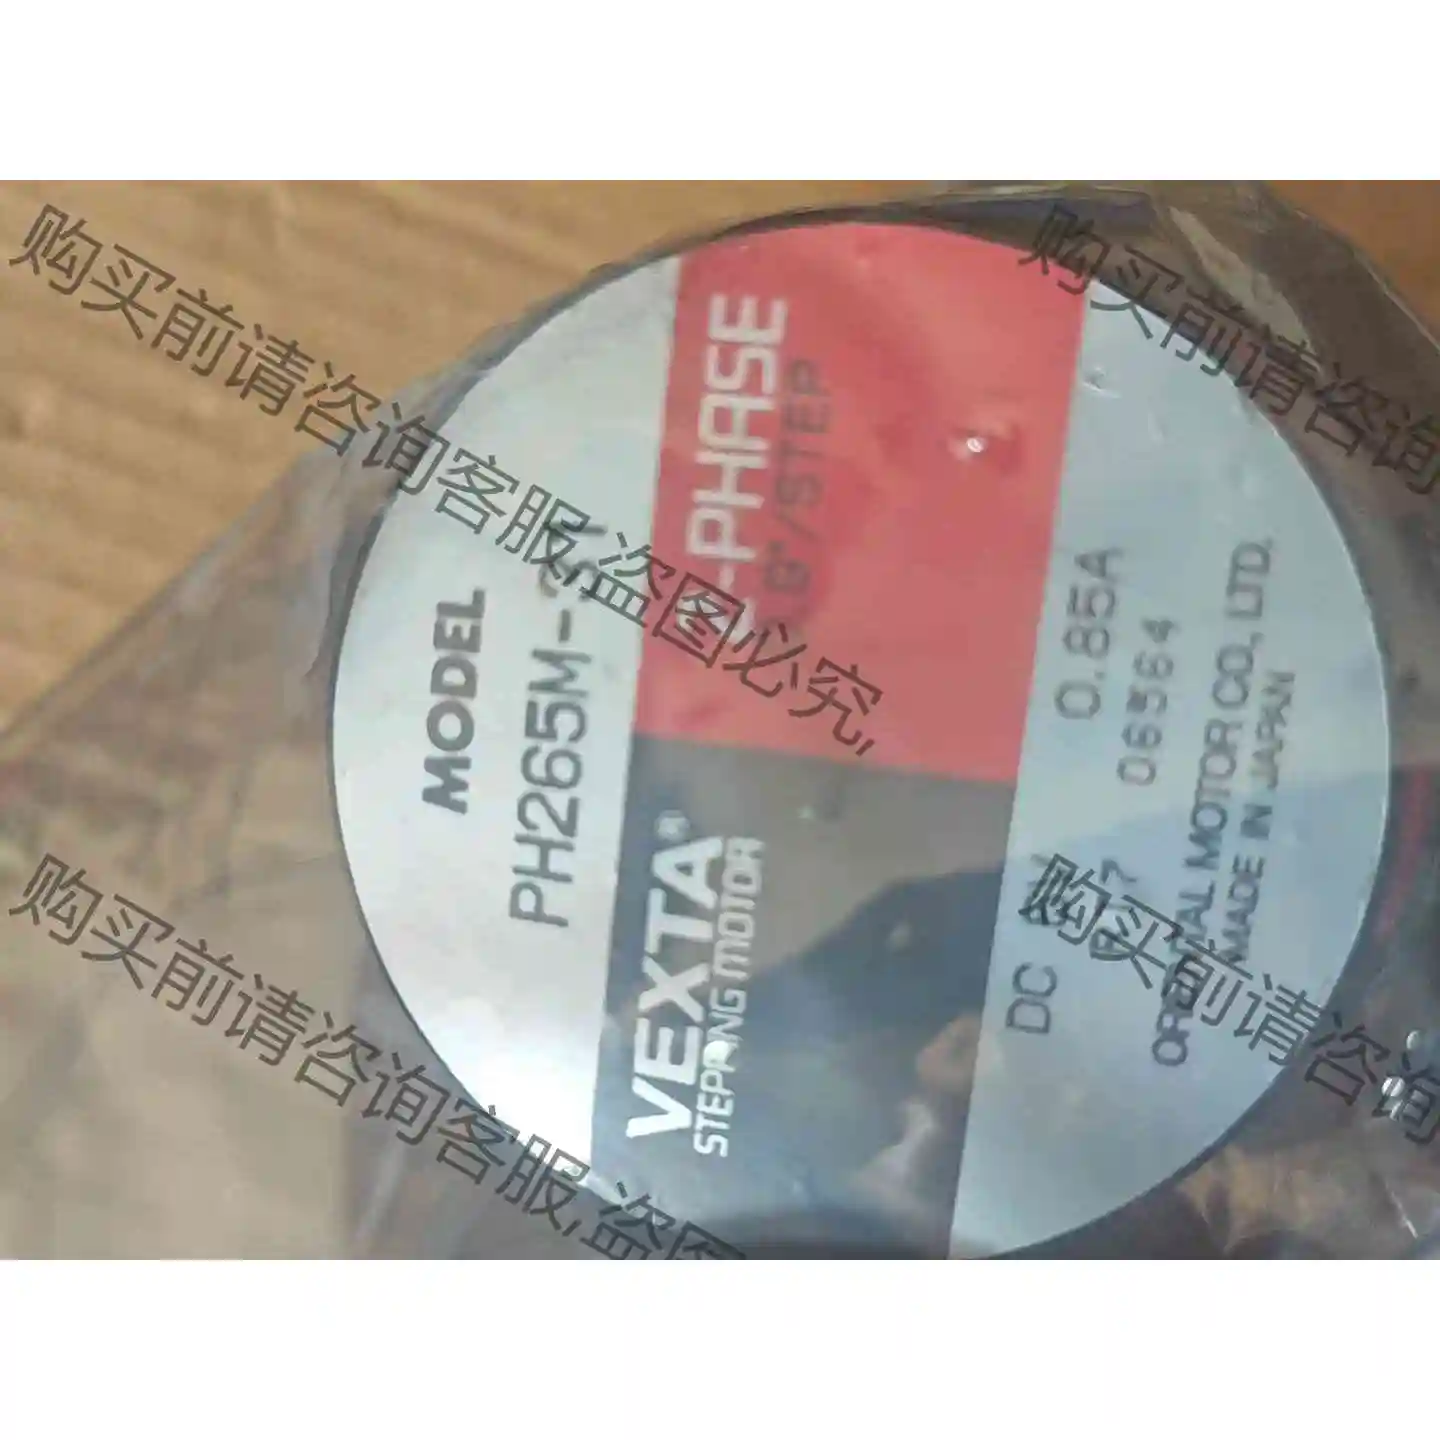 MODEL
PH265M-31
-PHASE
°/STEP
VEXTA®
STEPPING MOTOR
DC
0.85A
06364
MOTOR CO., LTD.
MADE IN JAPAN
购买前请咨询客服,盗图必究,
购买前请咨询
购买前请咨询客服,盗图
购买前请咨询